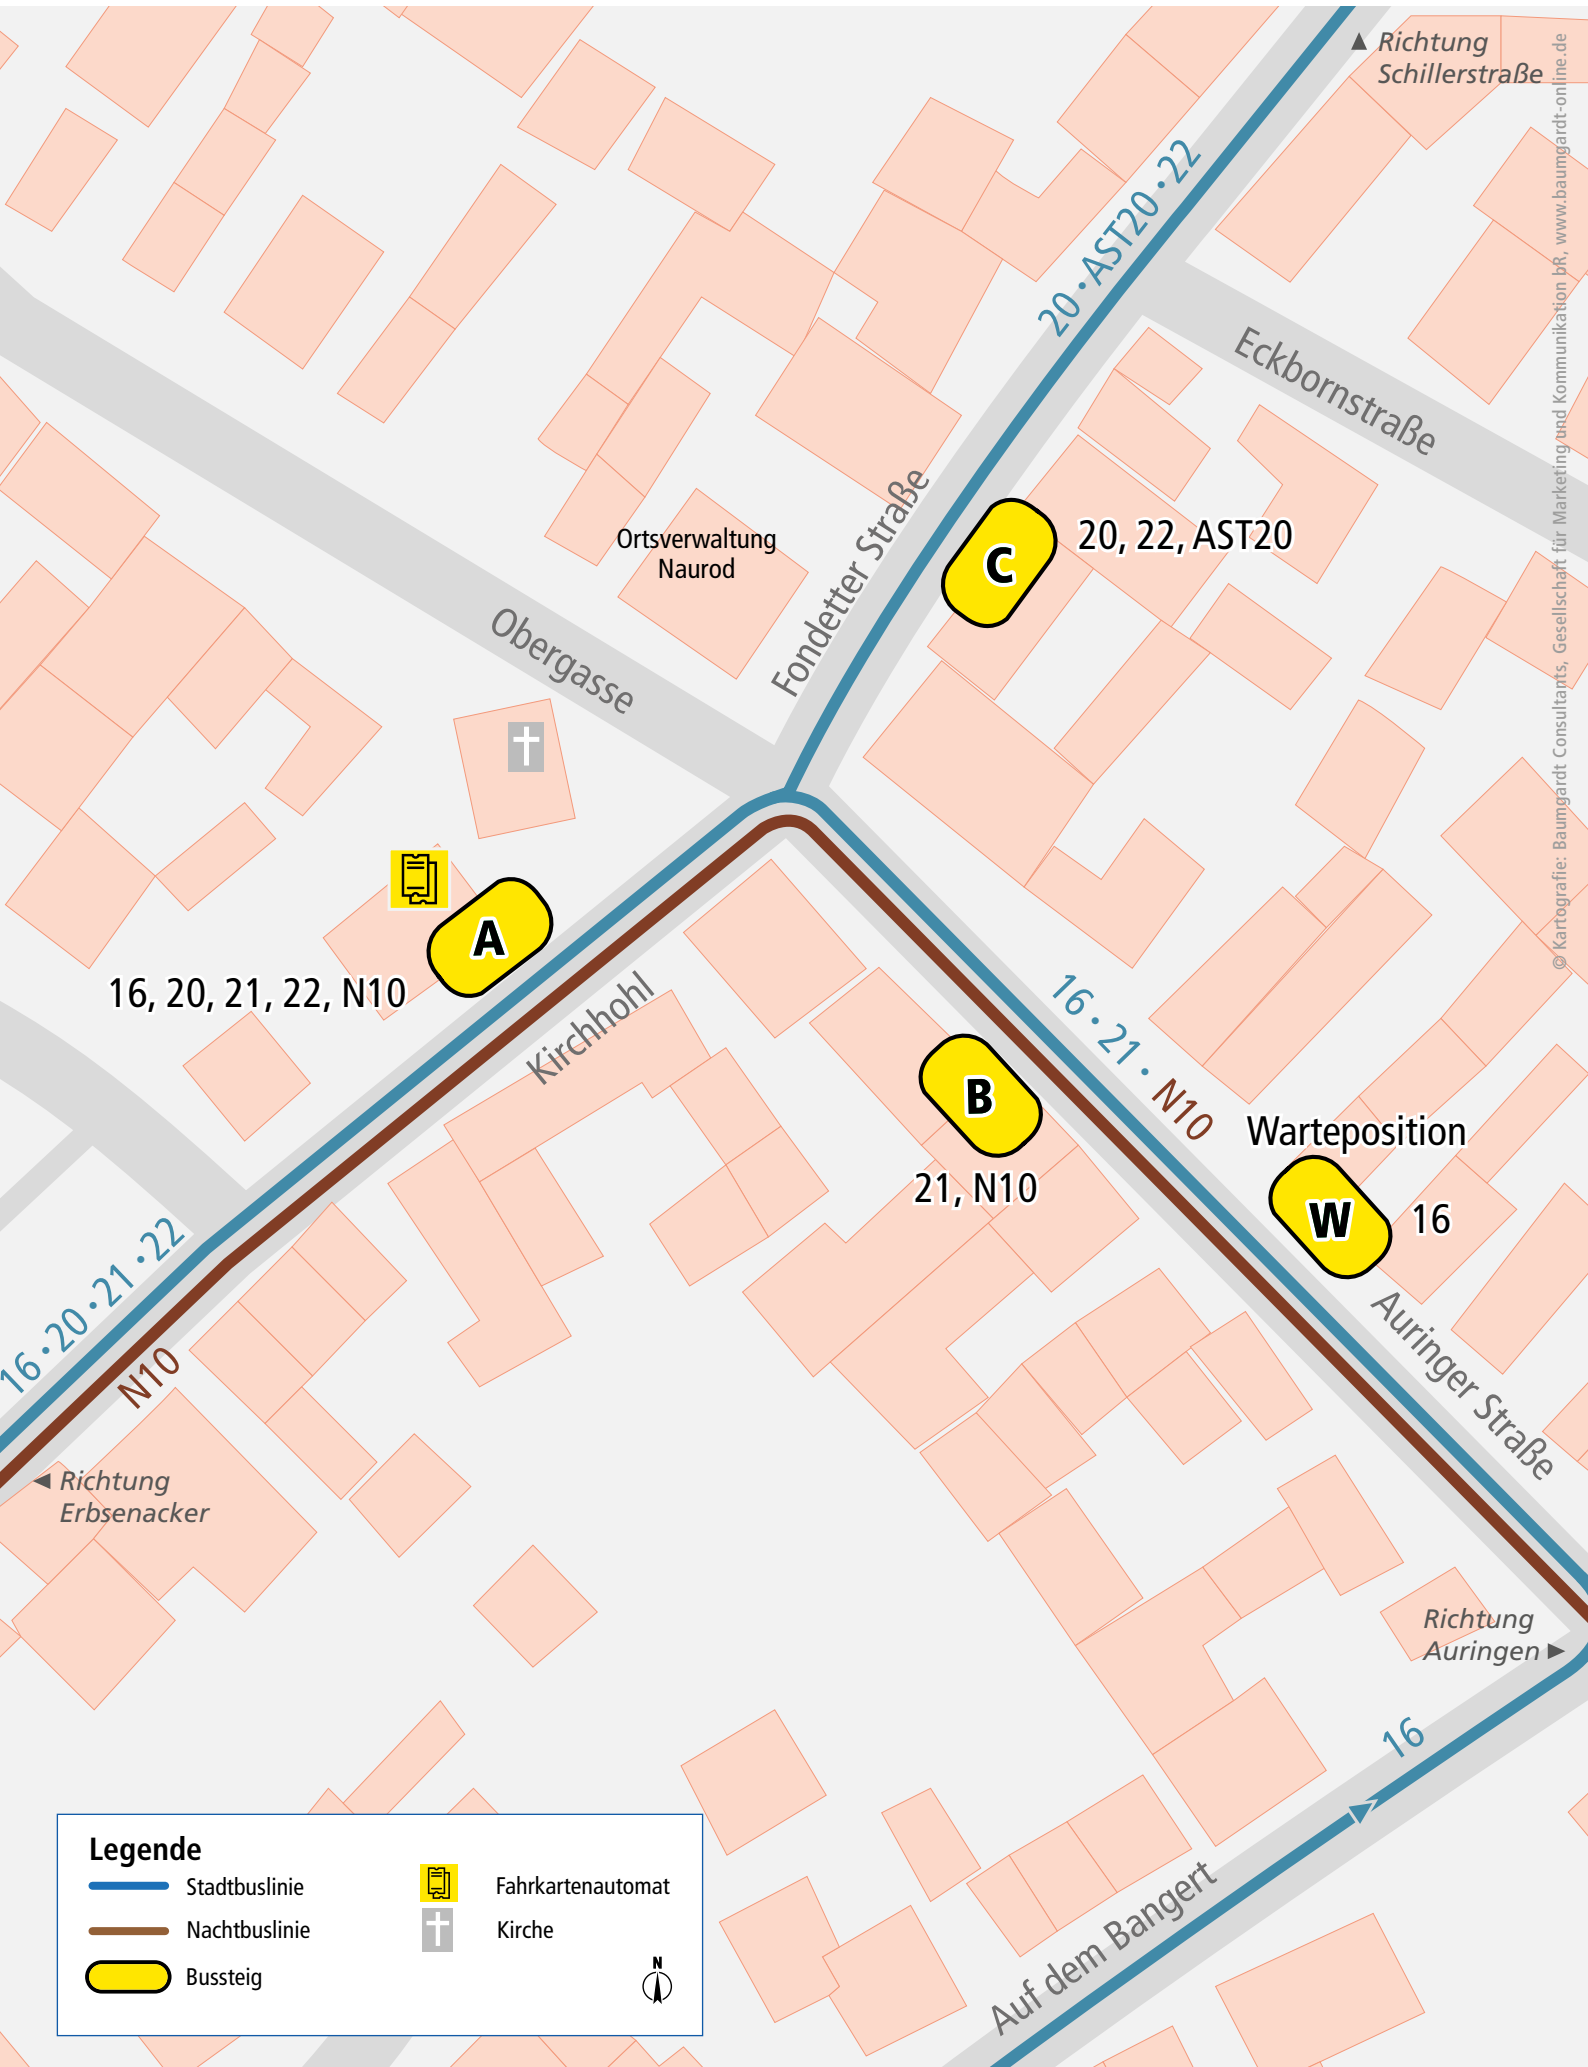 Richtung
Schillerstraße
20 • AST20 • 22
Eckbornstraße
© Kartografie: Baumgardt Consultants, Gesellschaft für Marketing und Kommunikation bR, www.baumgardt-online.de
Ortsverwaltung
Naurod
Fondetter Straße
C
20, 22, AST20
Obergasse
A
16, 20, 21, 22, N10
Kirchhohl
16 • 21 • N10
B
21, N10
Warteposition
W
16
16 • 20 • 21 • 22
N10
Auringer Straße
Richtung
Erbsenacker
Richtung
Auringen
16
Auf dem Bangert
Legende
Stadtbuslinie
Fahrkartenautomat
Nachtbuslinie
Kirche
Bussteig
N